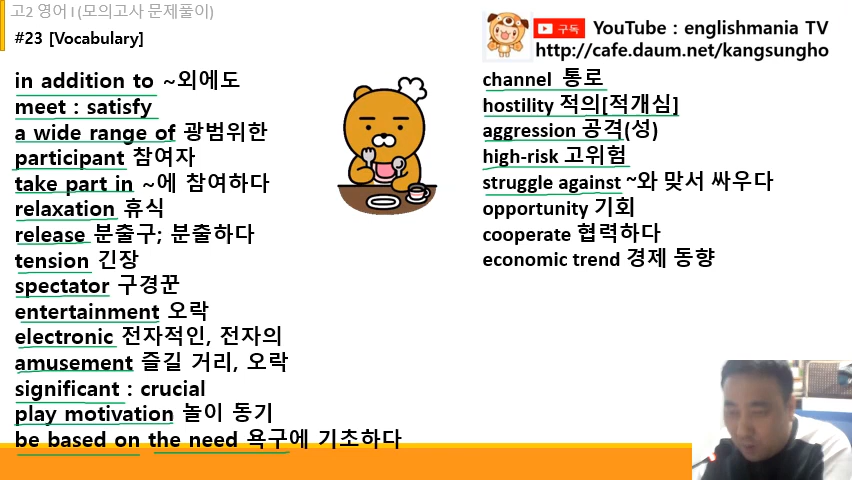 고2 영어 I (모의고사 문제풀이)
#23 [Vocabulary]
구독 YouTube : englishmania TV
http://cafe.daum.net/kangsungho
in addition to ~외에도
meet : satisfy
a wide range of 광범위한
participant 참여자
take part in ~에 참여하다
relaxation 휴식
release 분출구; 분출하다
tension 긴장
spectator 구경꾼
entertainment 오락
electronic 전자적인, 전자의
amusement 즐길 거리, 오락
significant : crucial
play motivation 놀이 동기
be based on the need 욕구에 기초하다
channel 통로
hostility 적의[적개심]
aggression 공격(성)
high-risk 고위험
struggle against ~와 맞서 싸우다
opportunity 기회
cooperate 협력하다
economic trend 경제 동향